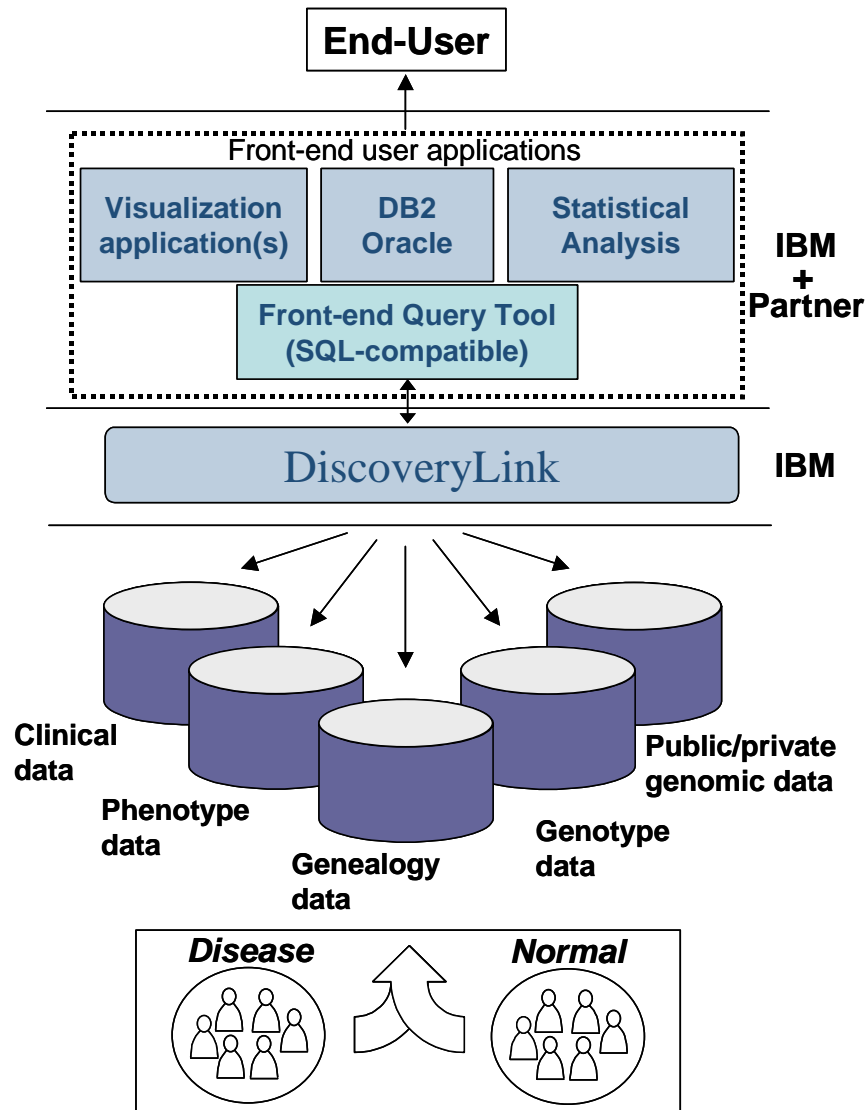 End-User
Front-end user applications
Visualization
application(s)
DB2
Oracle
Statistical
Analysis
IBM
+
Partner
Front-end Query Tool
(SQL-compatible)
DiscoveryLink
IBM
Clinical
data
Phenotype
data
Genealogy
data
Genotype
data
Public/private
genomic data
Disease
Normal